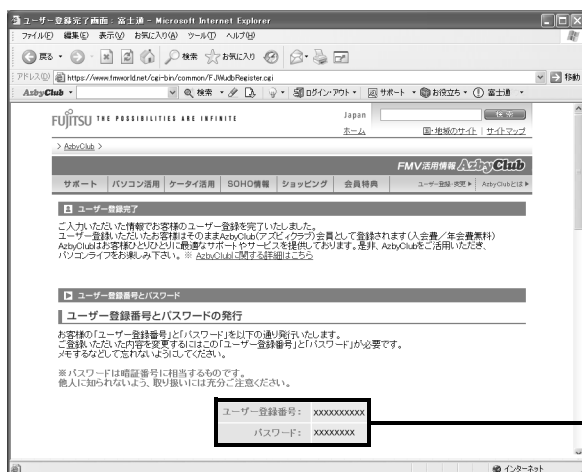 ユーザー登録完了画面 : 富士通 - Microsoft Internet Explorer
ファイル(F) 編集(E) 表示(V) お気に入り(A) ツール(T) ヘルプ(H)
戻る 検索 お気に入り
アドレス(D) https://www.fmworld.net/cgi-bin/common/FJWudbRegister.cgi 移動
AzbyClub 検索 ログイン・アウト サポート お役立ち 富士通
FUJITSU THE POSSIBILITIES ARE INFINITE Japan 検索
ホーム 国・地域のサイト | サイトマップ
> AzbyClub >
FMV活用情報 AzbyClub
サポート パソコン活用 ケータイ活用 SOHO情報 ショッピング 会員特典 ユーザー登録・変更 AzbyClubとは
ユーザー登録完了
ご入力いただいた情報でお客様のユーザー登録を完了いたしました。
ユーザー登録いただいたお客様はそのままAzbyClub(アズビィクラブ)会員として登録されます(入会費／年会費無料)
AzbyClubはお客様ひとりひとりに最適なサポートやサービスを提供しております。是非、AzbyClubをご活用いただき、
パソコンライフをお楽しみ下さい。 ※ AzbyClubに関する詳細はこちら
ユーザー登録番号とパスワード
ユーザー登録番号とパスワードの発行
お客様の「ユーザー登録番号」と「パスワード」を以下の通り発行いたします。
ご登録いただいた内容を変更するにはこの「ユーザー登録番号」と「パスワード」が必要です。
メモするなどして忘れないようにしてください。
※パスワードは暗証番号に相当するものです。
他人に知られないよう、取り扱いには充分ご注意ください。
ユーザー登録番号： xxxxxxxxxx
パスワード： xxxxxxxx
インターネット